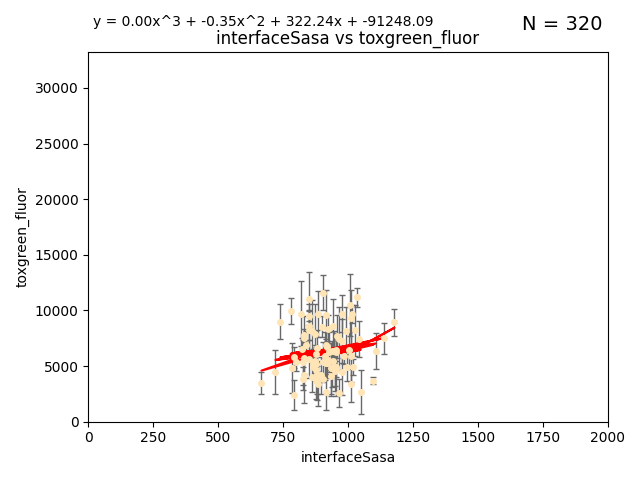 y = 0.00x^3 + -0.35x^2 + 322.24x + -91248.09
N = 320
interfaceSasa vs toxgreen_fluor
30000
25000
20000
15000
10000
5000
0
toxgreen_fluor
0 250 500 750 1000 1250 1500 1750 2000
interfaceSasa